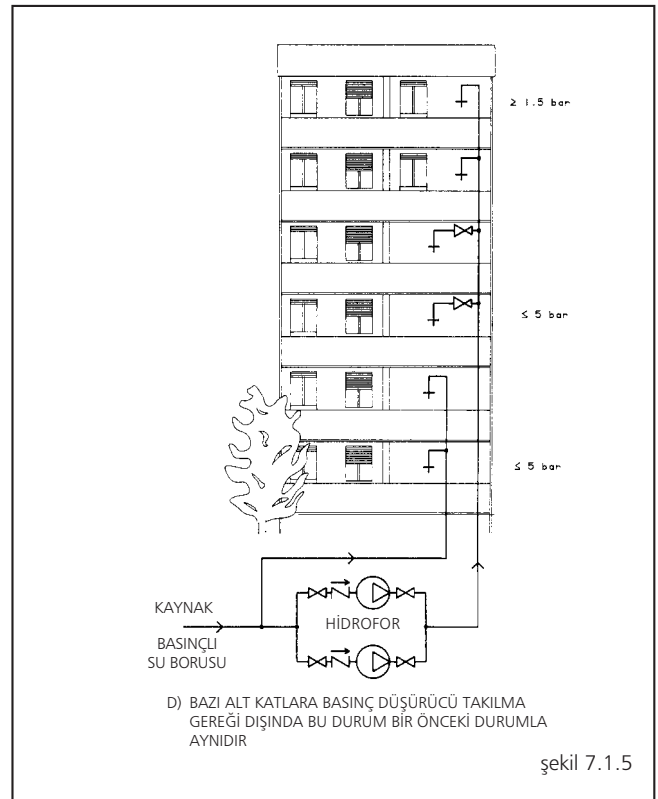 ≥ 1.5 bar
≤ 5 bar
≤ 5 bar
KAYNAK
BASINÇLI
SU BORUSU
HİDROFOR
D) BAZI ALT KATLARA BASINÇ DÜŞÜRÜCÜ TAKILMA
GEREĞİ DIŞINDA BU DURUM BİR ÖNCEKİ DURUMLA
AYNIDIR
şekil 7.1.5